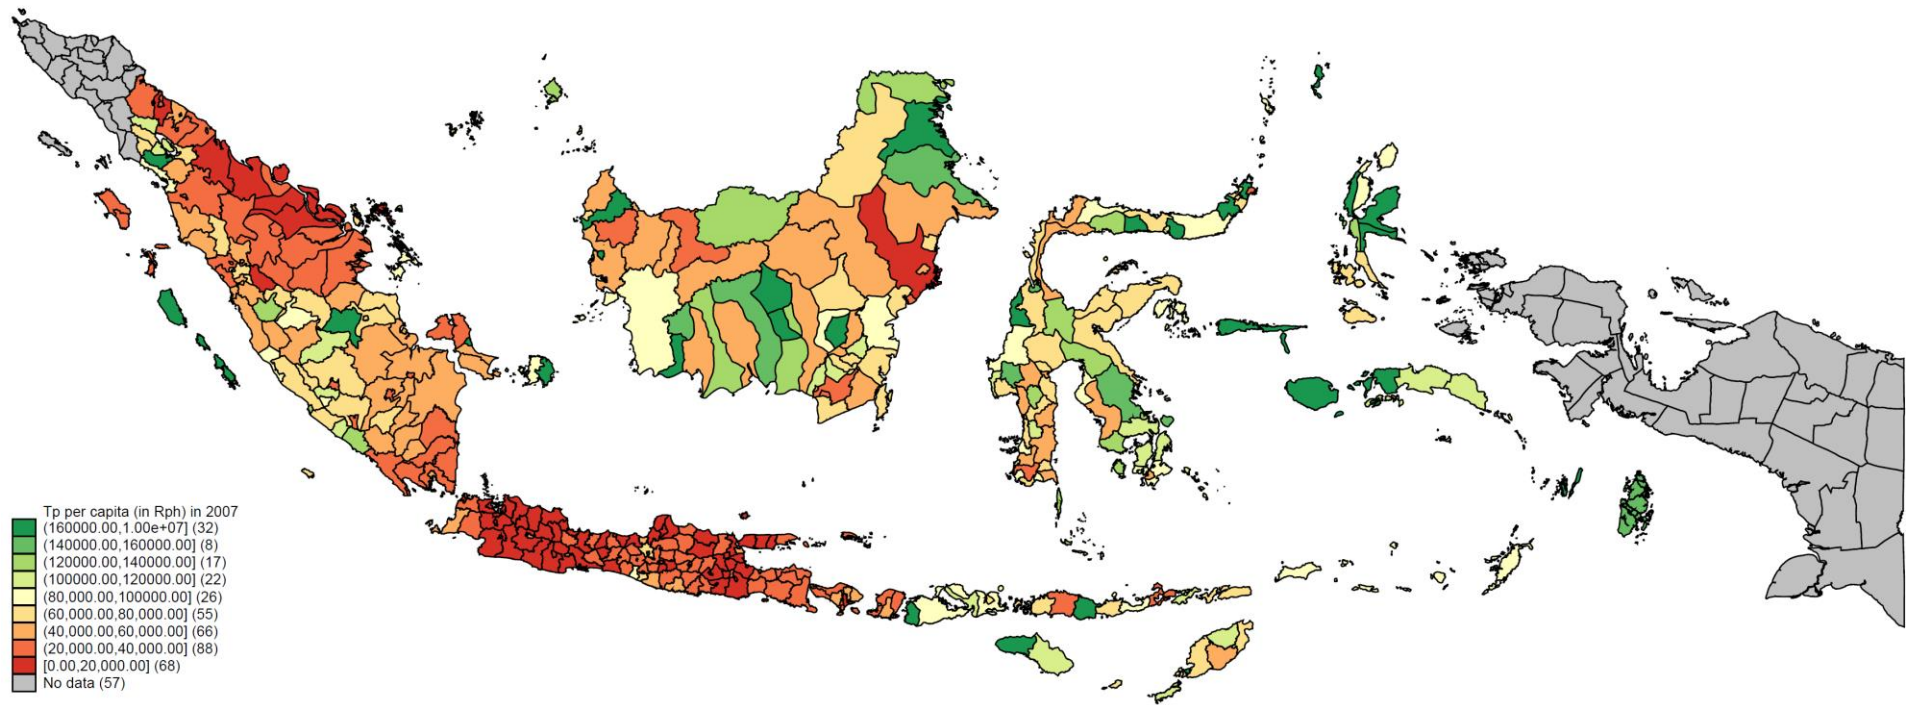 Tp per capita (in Rph) in 2007
(160000.00,1.00e+07] (32)
(140000.00,160000.00] (8)
(120000.00,140000.00] (17)
(100000.00,120000.00] (22)
(80,000.00,100000.00] (26)
(60,000.00,80,000.00] (55)
(40,000.00,60,000.00] (66)
(20,000.00,40,000.00] (88)
[0.00,20,000.00] (68)
No data (57)